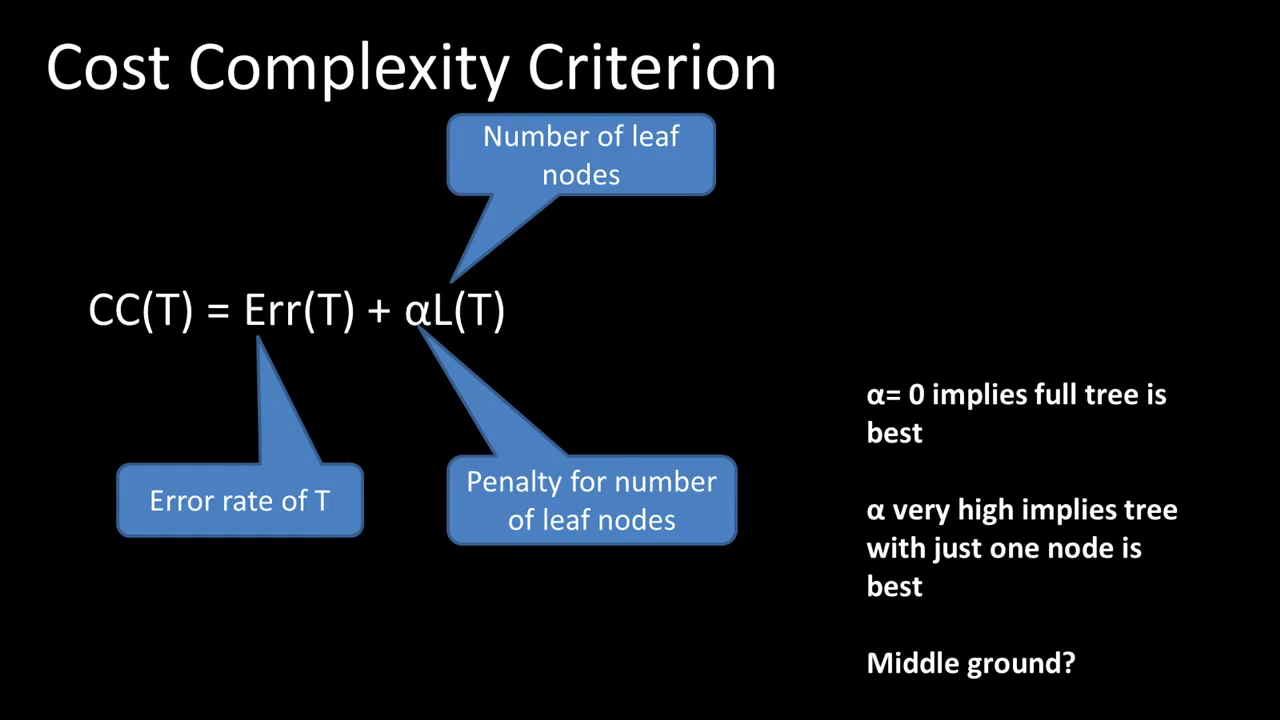 Cost Complexity Criterion
Number of leaf
nodes
CC(T) = Err(T) + αL(T)
Error rate of T
Penalty for number
of leaf nodes
α= 0 implies full tree is
best
α very high implies tree
with just one node is
best
Middle ground?